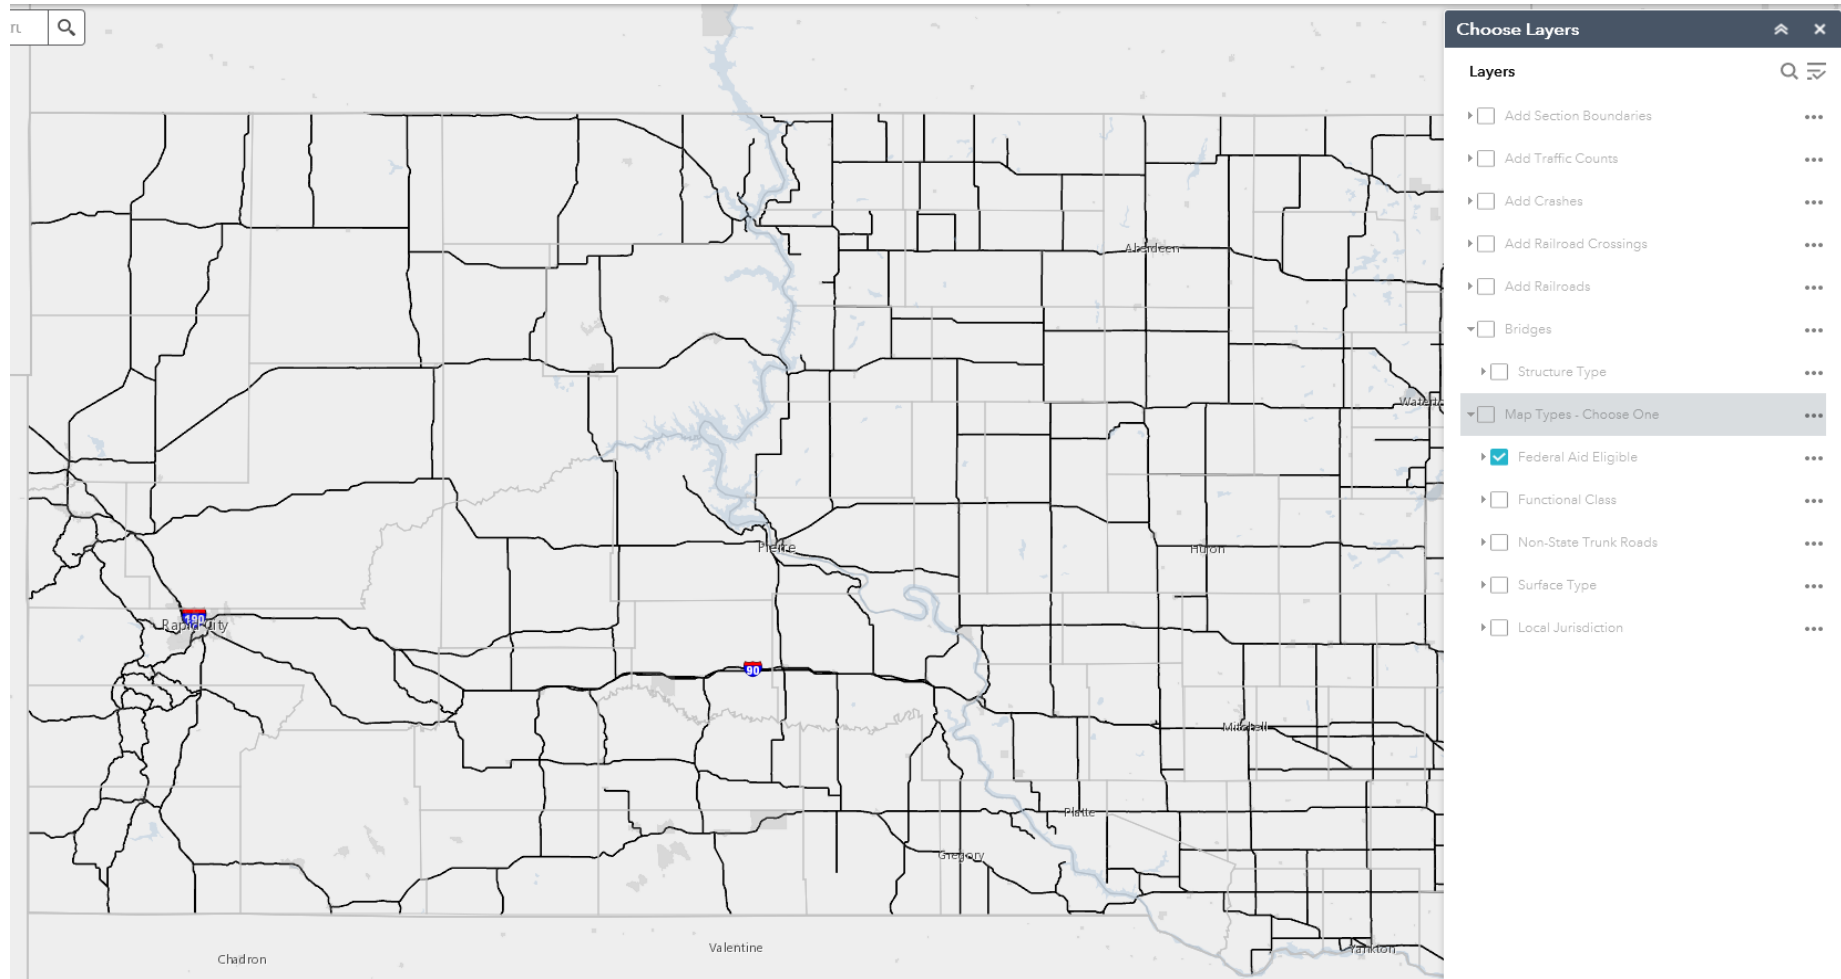 Choose Layers
Layers
Add Section Boundaries
Add Traffic Counts
Add Crashes
Add Railroad Crossings
Add Railroads
Bridges
Structure Type
Map Types - Choose One
Federal Aid Eligible
Functional Class
Non-State Trunk Roads
Surface Type
Local Jurisdiction
Aberdeen
Pierre
Huron
190
Rapid City
90
Mitchell
Platte
Gregory
Valentine
Yankton
Chadron